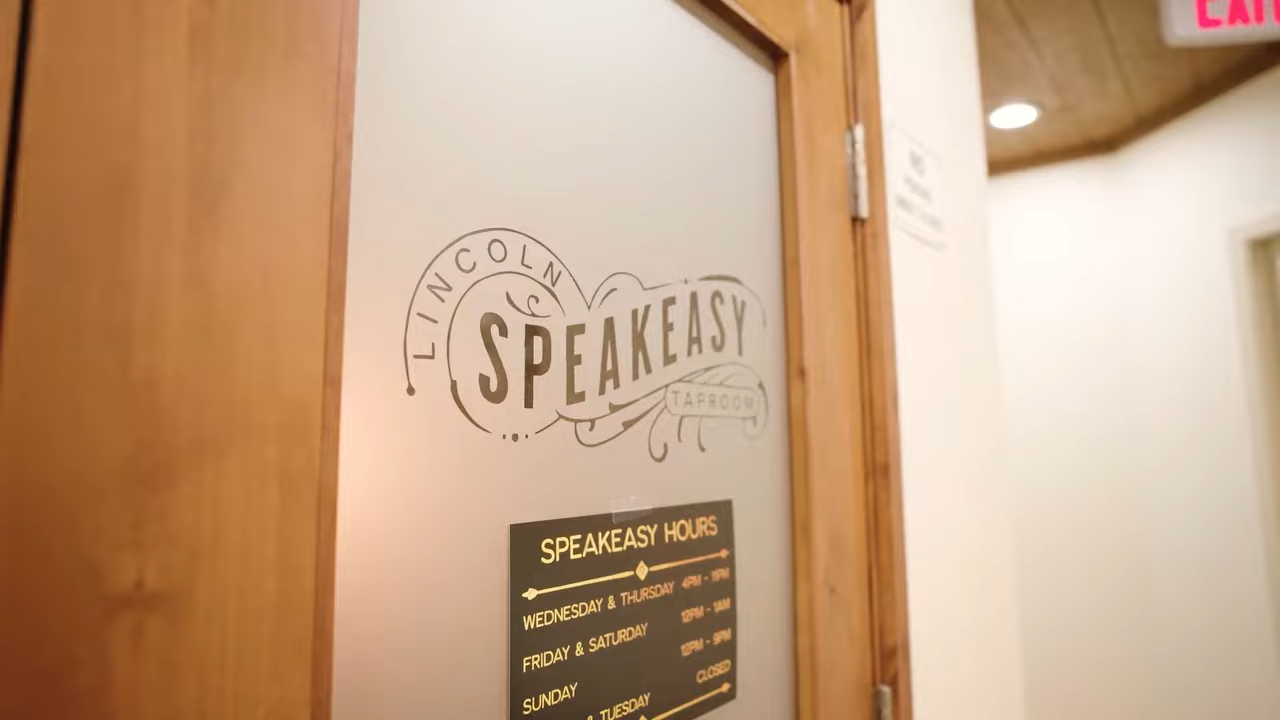 LINCOLN
SPEAKEASY
TAPROOM
SPEAKEASY HOURS
WEDNESDAY & THURSDAY 4PM - 11PM
FRIDAY & SATURDAY 12PM - 1AM
SUNDAY 12PM - 9PM
& TUESDAY CLOSED